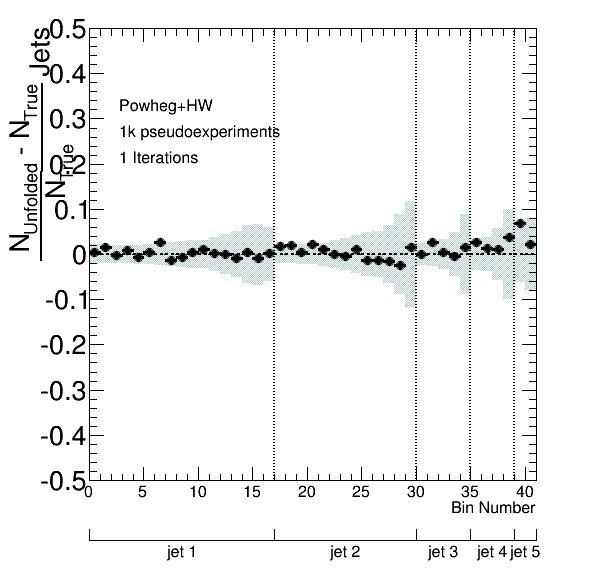 0.5
0.4
0.3
0.2
0.1
0
-0.1
-0.2
-0.3
-0.4
-0.5
N_Unfolded - N_True
N_True
Jets
Powheg+HW
1k pseudoexperiments
1 Iterations
0 5 10 15 20 25 30 35 40
Bin Number
jet 1 jet 2 jet 3 jet 4 jet 5